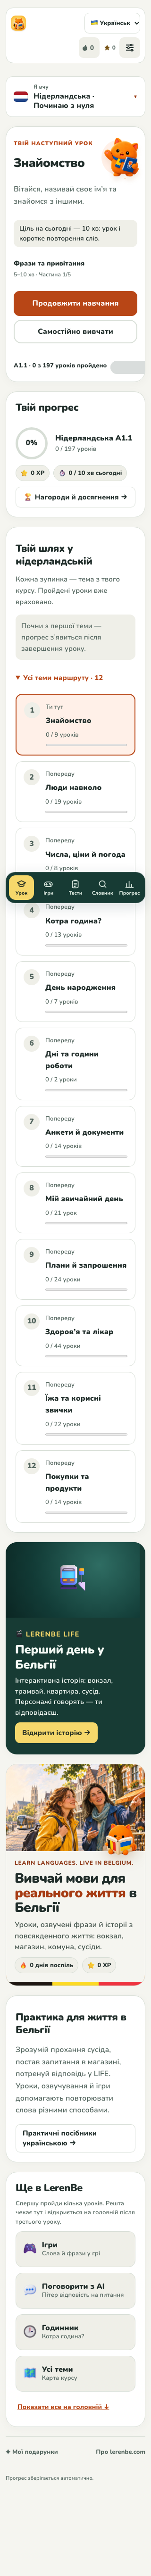 Українськ
0
0
Я вчу
Нідерландська ·
Починаю з нуля
ТВІЙ НАСТУПНИЙ УРОК
Знайомство
Вітайся, називай своє ім'я та
знайомся з іншими.
Ціль на сьогодні — 10 хв: урок і
коротке повторення слів.
Фрази та привітання
5–10 хв · Частина 1/5
Продовжити навчання
Самостійно вивчати
A1.1 · 0 з 197 уроків пройдено
Твій прогрес
0%
Нідерландська A1.1
0 / 197 уроків
0 XP
0 / 10 хв сьогодні
Нагороди й досягнення →
Твій шлях у
нідерландській
Кожна зупинка — тема з твого
курсу. Пройдені уроки вже
враховано.
Почни з першої теми —
прогрес з'явиться після
завершення уроку.
▼ Усі теми маршруту · 12
1
Ти тут
Знайомство
0 / 9 уроків
2
Попереду
Люди навколо
0 / 19 уроків
3
Попереду
Числа, ціни й погода
0 / 8 уроків
Урок
Ігри
Тести
Словник
Прогрес
4
Попереду
Котра година?
0 / 13 уроків
5
Попереду
День народження
0 / 7 уроків
6
Попереду
Дні та години
роботи
0 / 2 уроки
7
Попереду
Анкети й документи
0 / 14 уроків
8
Попереду
Мій звичайний день
0 / 21 урок
9
Попереду
Плани й запрошення
0 / 24 уроки
10
Попереду
Здоров'я та лікар
0 / 44 уроки
11
Попереду
Їжа та корисні
звички
0 / 22 уроки
12
Попереду
Покупки та
продукти
0 / 14 уроків
LERENBE LIFE
Перший день у
Бельгії
Інтерактивна історія: вокзал,
трамвай, квартира, сусід.
Персонажі говорять — ти
відповідаєш.
Відкрити історію →
LEARN LANGUAGES. LIVE IN BELGIUM.
Вивчай мови для
реального життя в
Бельгії
Уроки, озвучені фрази й історії з
повсякденного життя: вокзал,
магазин, комуна, сусіди.
0 днів поспіль
0 XP
Практика для життя в
Бельгії
Зрозумій прохання сусіда,
постав запитання в магазині,
потренуй відповідь у LIFE.
Уроки, озвучування й ігри
допомагають повторювати
слова різними способами.
Практичні посібники
українською →
Ще в LerenBe
Спершу пройди кілька уроків. Решта
чекає тут і відкриється на головній після
третього уроку.
Ігри
Слова й фрази у грі
Поговорити з AI
Пітер відповість на питання
Годинник
Котра година?
Усі теми
Карта курсу
Показати все на головній ↓
Мої подарунки
Про lerenbe.com
Прогрес зберігається автоматично.